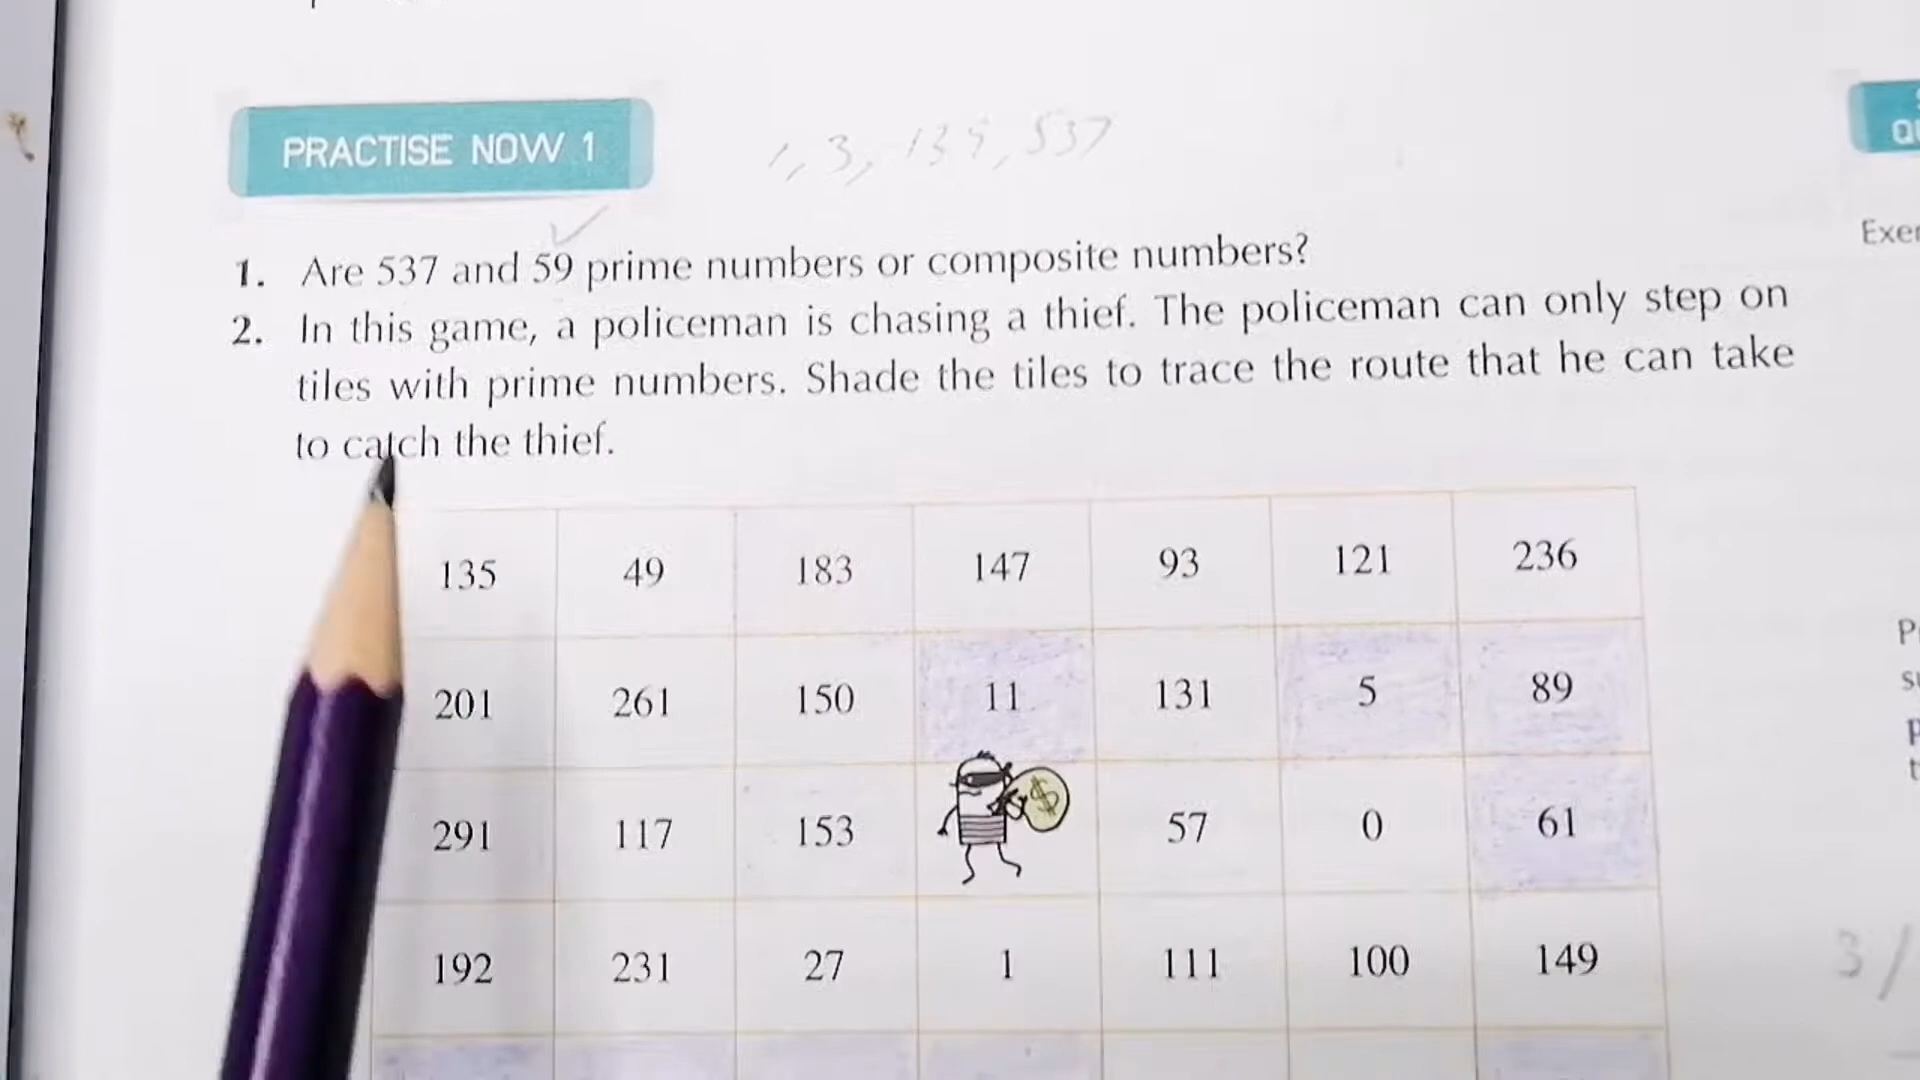 PRACTISE NOW 1
1, 3, 135, 537
1. Are 537 and 59 prime numbers or composite numbers?
2. In this game, a policeman is chasing a thief. The policeman can only step on
tiles with prime numbers. Shade the tiles to trace the route that he can take
to catch the thief.
135 49 183 147 93 121 236
201 261 150 11 131 5 89
291 117 153 $ 57 0 61
192 231 27 1 111 100 149
3